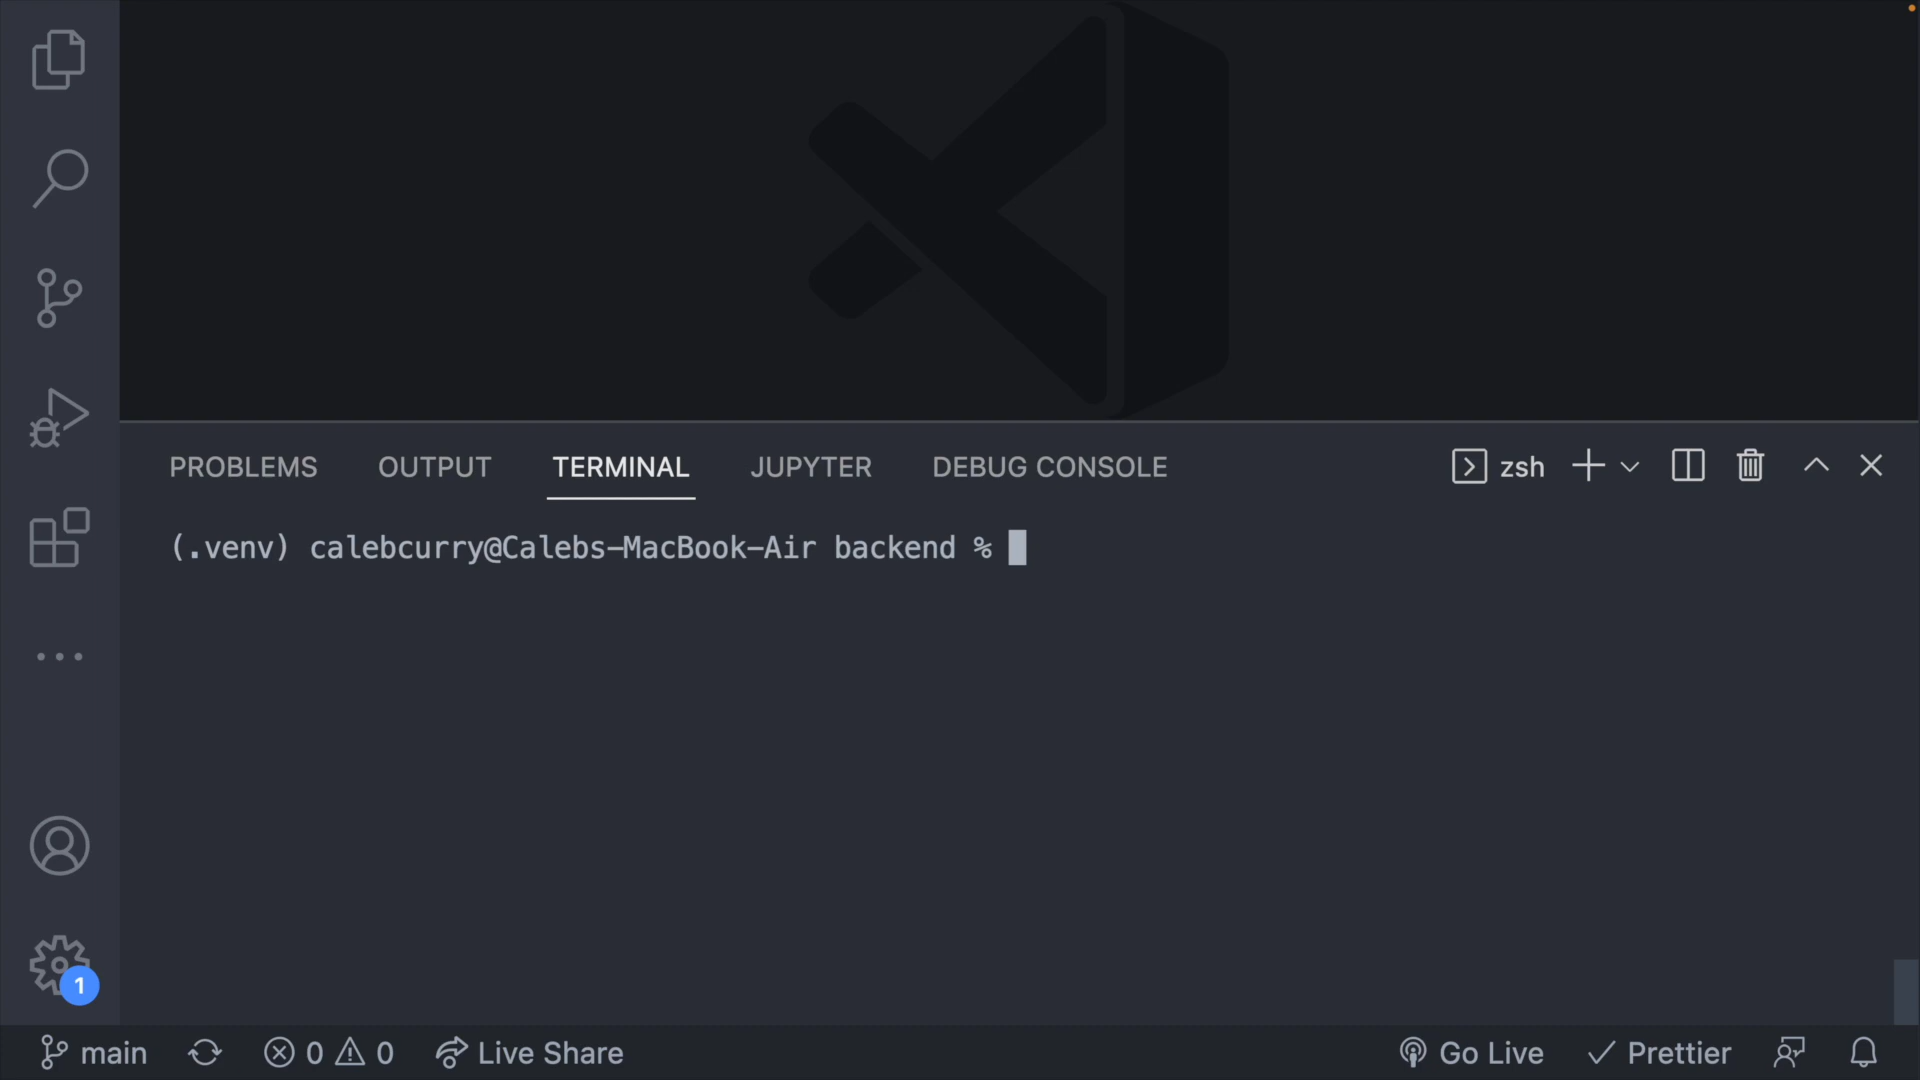 PROBLEMS OUTPUT TERMINAL JUPYTER DEBUG CONSOLE zsh
(.venv) calebcurry@Calebs-MacBook-Air backend %
1
main 0 0 Live Share Go Live Prettier